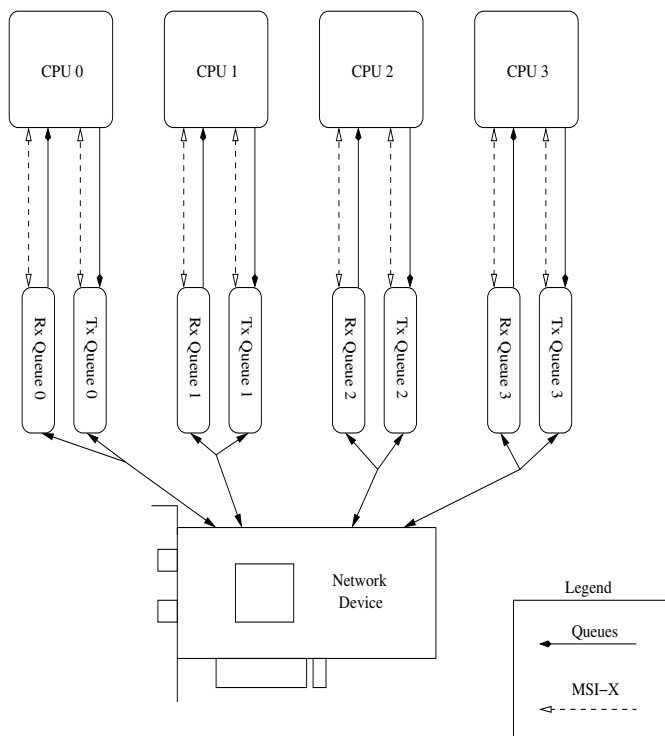 CPU 0
CPU 1
CPU 2
CPU 3
Rx Queue 0
Tx Queue 0
Rx Queue 1
Tx Queue 1
Rx Queue 2
Tx Queue 2
Rx Queue 3
Tx Queue 3
Network
Device
Legend
Queues
MSI−X